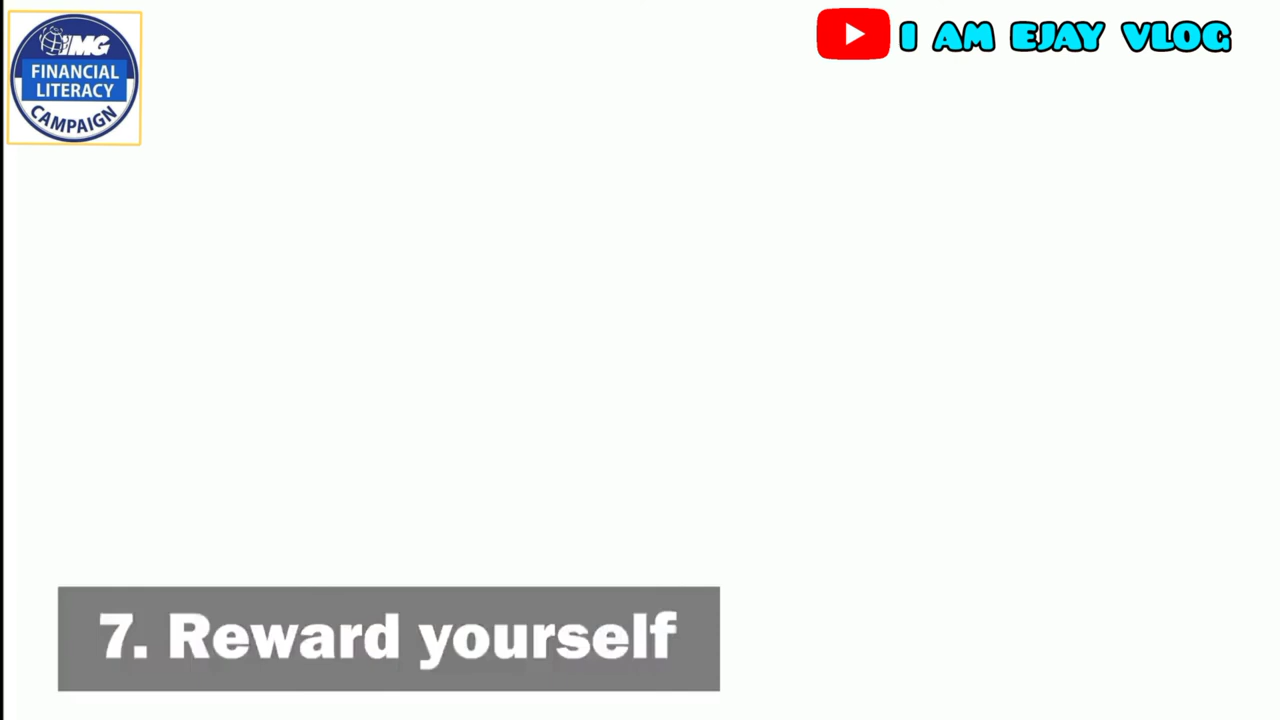 IMG
FINANCIAL
LITERACY
CAMPAIGN
I AM EJAY VLOG
7. Reward yourself